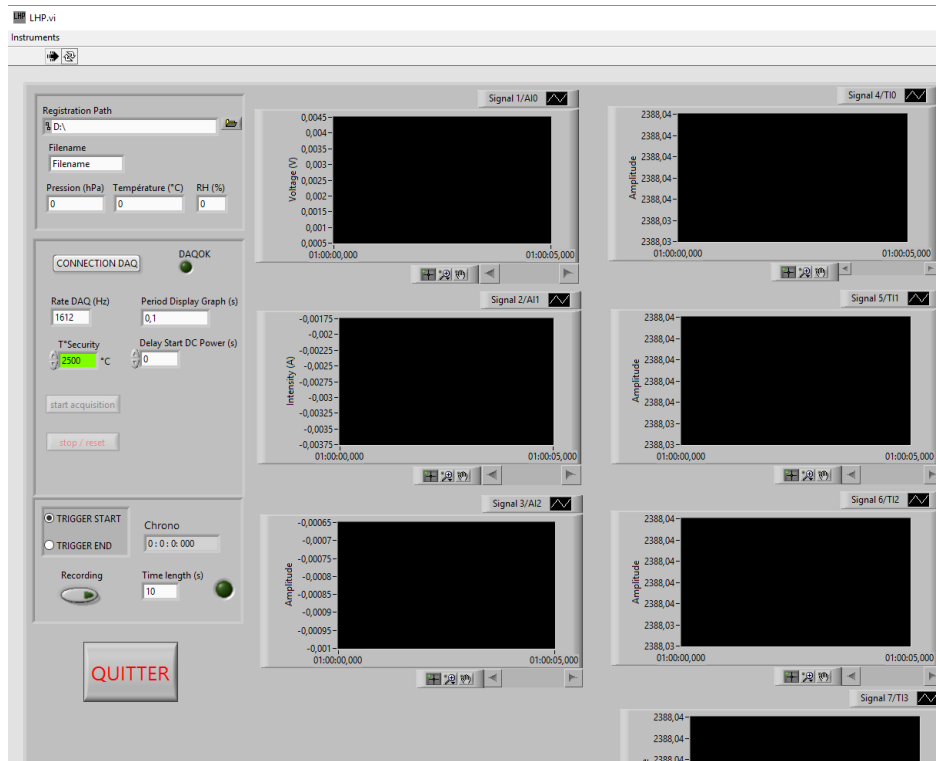 LHP LHP.vi
Instruments
Registration Path
D:\
Filename
Filename
Pression (hPa) Température (°C) RH (%)
0 0 0
CONNECTION DAQ DAQOK
Rate DAQ (Hz) Period Display Graph (s)
1612 0,1
T°Security Delay Start DC Power (s)
2500 °C 0
start acquisition
stop / reset
TRIGGER START
TRIGGER END
Chrono
0 : 0 : 0: 000
Recording Time length (s)
10
QUITTER
Signal 1/AI0
Voltage (V)
0,0045
0,004
0,0035
0,003
0,0025
0,002
0,0015
0,001
0,0005
01:00:00,000 01:00:05,000
Signal 2/AI1
Intensity (A)
-0,00175
-0,002
-0,00225
-0,0025
-0,00275
-0,003
-0,00325
-0,0035
-0,00375
01:00:00,000 01:00:05,000
Signal 3/AI2
Amplitude
-0,00065
-0,0007
-0,00075
-0,0008
-0,00085
-0,0009
-0,00095
-0,001
01:00:00,000 01:00:05,000
Signal 4/TI0
Amplitude
2388,04
2388,04
2388,04
2388,04
2388,04
2388,03
2388,03
01:00:00,000 01:00:05,000
Signal 5/TI1
Amplitude
2388,04
2388,04
2388,04
2388,04
2388,04
2388,03
2388,03
01:00:00,000 01:00:05,000
Signal 6/TI2
Amplitude
2388,04
2388,04
2388,04
2388,04
2388,04
2388,03
2388,03
01:00:00,000 01:00:05,000
Signal 7/TI3
2388,04
2388,04
2388,04